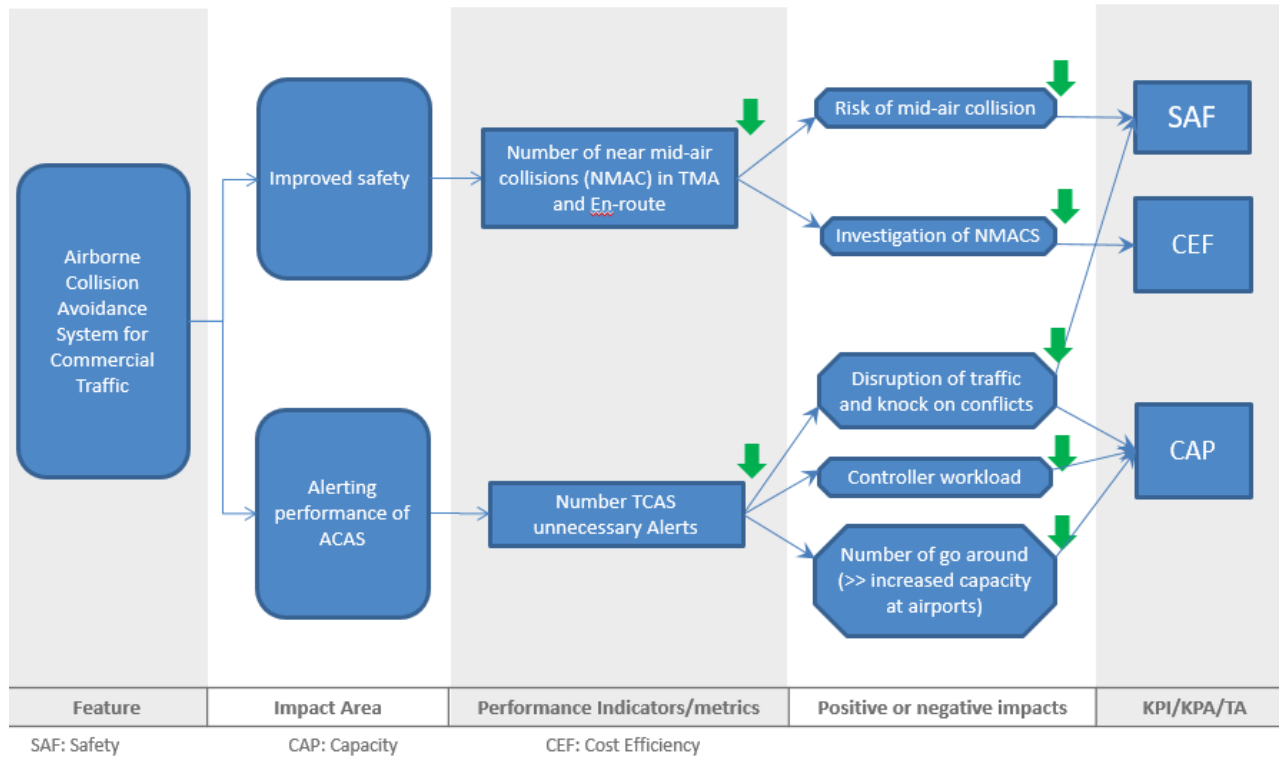 Airborne
Collision
Avoidance
System for
Commercial
Traffic
Improved safety
Alerting
performance of
ACAS
Number of near mid-air
collisions (NMAC) in TMA
and En-route
Number TCAS
unnecessary Alerts
Risk of mid-air collision
Investigation of NMACS
Disruption of traffic
and knock on conflicts
Controller workload
Number of go around
(>> increased capacity
at airports)
SAF
CEF
CAP
Feature
Impact Area
Performance Indicators/metrics
Positive or negative impacts
KPI/KPA/TA
SAF: Safety
CAP: Capacity
CEF: Cost Efficiency